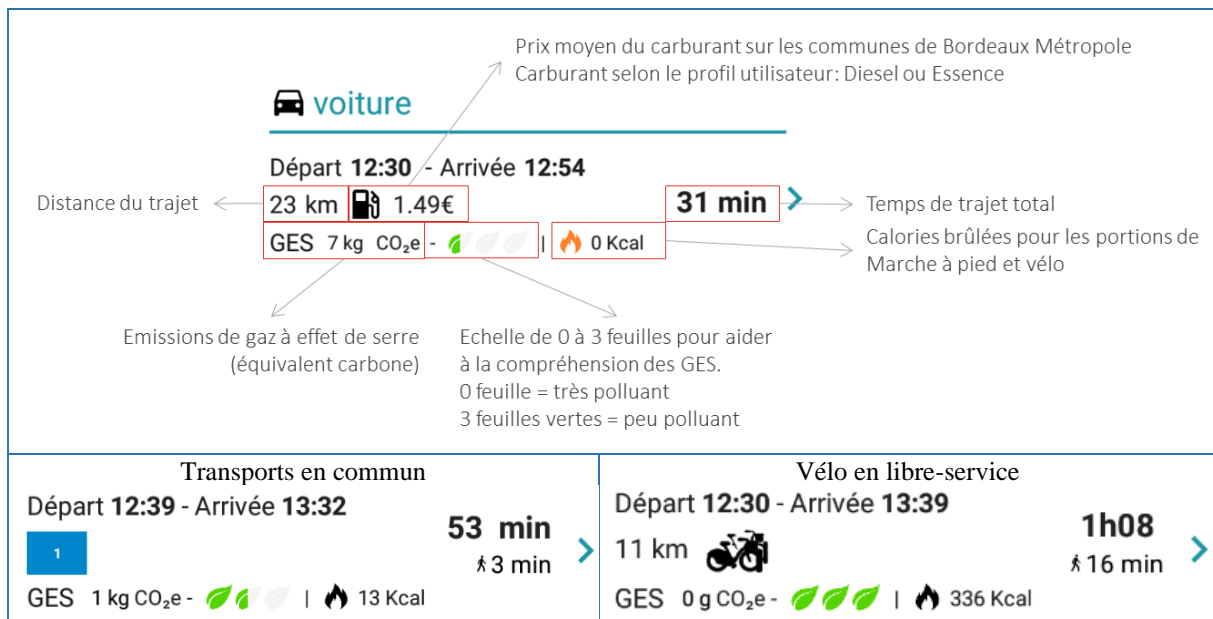 Prix moyen du carburant sur les communes de Bordeaux Métropole
Carburant selon le profil utilisateur: Diesel ou Essence
voiture
Départ 12:30 - Arrivée 12:54
Distance du trajet
23 km 1.49€
31 min
Temps de trajet total
GES 7 kg CO₂e - | 0 Kcal
Calories brûlées pour les portions de
Marche à pied et vélo
Emissions de gaz à effet de serre
(équivalent carbone)
Echelle de 0 à 3 feuilles pour aider
à la compréhension des GES.
0 feuille = très polluant
3 feuilles vertes = peu polluant
Transports en commun
Départ 12:39 - Arrivée 13:32
53 min
1
3 min
GES 1 kg CO₂e - | 13 Kcal
Vélo en libre-service
Départ 12:30 - Arrivée 13:39
1h08
11 km
16 min
GES 0 g CO₂e - | 336 Kcal